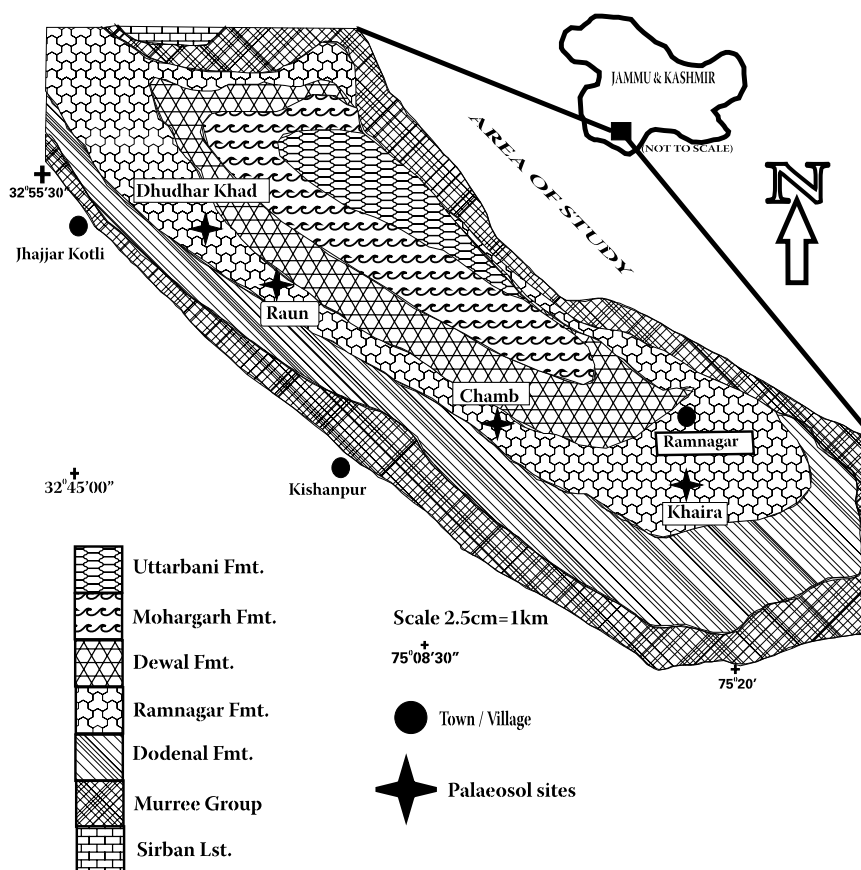 JAMMU & KASHMIR
(NOT TO SCALE)
AREA OF STUDY
N
32°55'30"
Dhudhar Khad
Jhajjar Kotli
Raun
Chamb
Ramnagar
32°45'00"
Kishanpur
Khaira
Uttarbani Fmt.
Mohargarh Fmt.
Dewal Fmt.
Ramnagar Fmt.
Dodenal Fmt.
Murree Group
Sirban Lst.
Scale 2.5cm=1km
75°08'30"
75°20'
Town / Village
Palaeosol sites